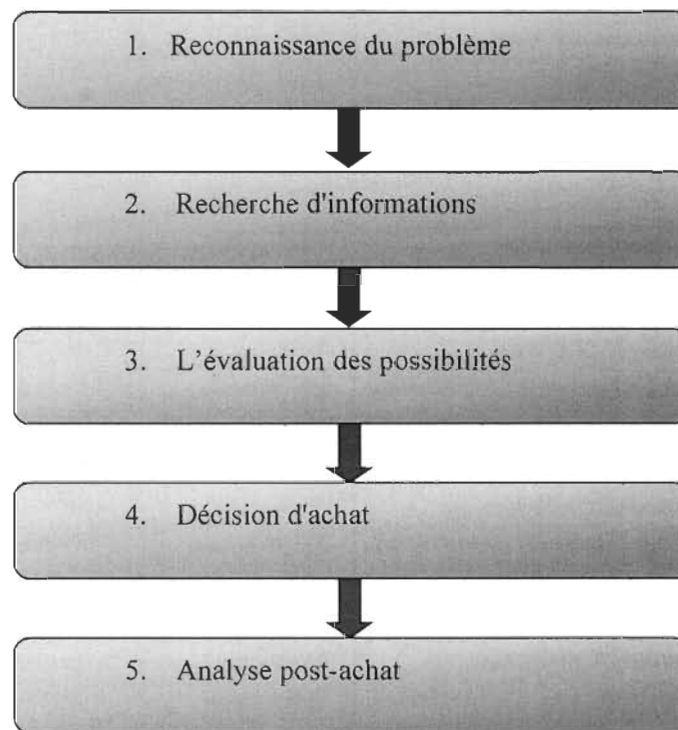 1. Reconnaissance du problème
2. Recherche d'informations
3. L'évaluation des possibilités
4. Décision d'achat
5. Analyse post-achat